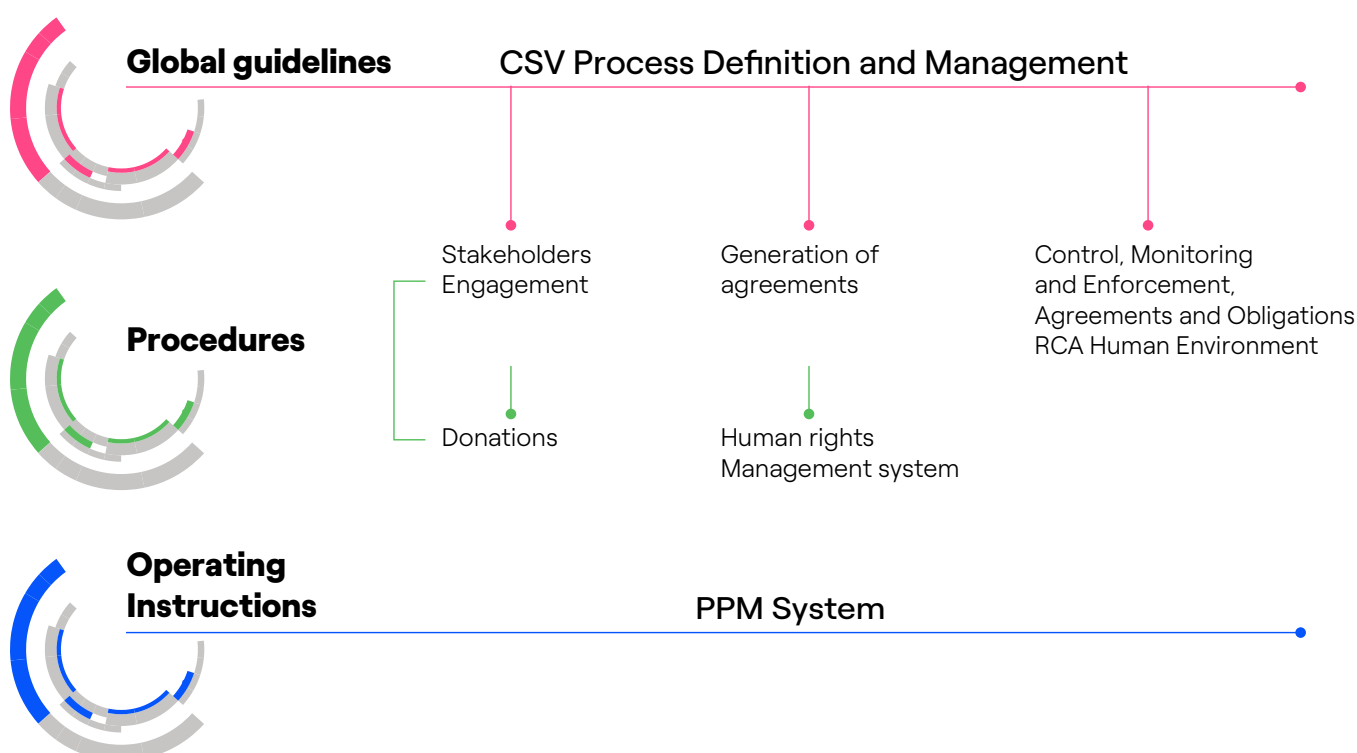 Global guidelines
CSV Process Definition and Management
Stakeholders
Engagement
Generation of
agreements
Control, Monitoring
and Enforcement,
Agreements and Obligations
RCA Human Environment
Procedures
Donations
Human rights
Management system
Operating
Instructions
PPM System